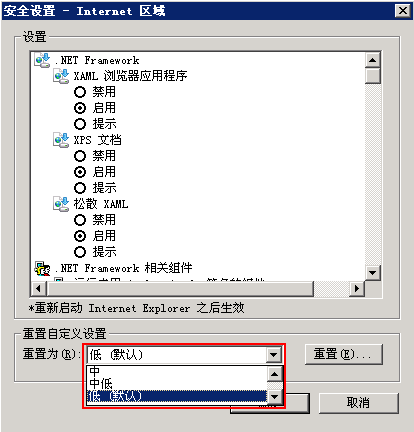 安全设置 - Internet 区域
设置
.NET Framework
XAML 浏览器应用程序
禁用
启用
提示
XPS 文档
禁用
启用
提示
松散 XAML
禁用
启用
提示
.NET Framework 相关组件
*重新启动 Internet Explorer 之后生效
重置自定义设置
重置为(R): 低 (默认) 重置(E)...
中
中低
低 (默认)
取消